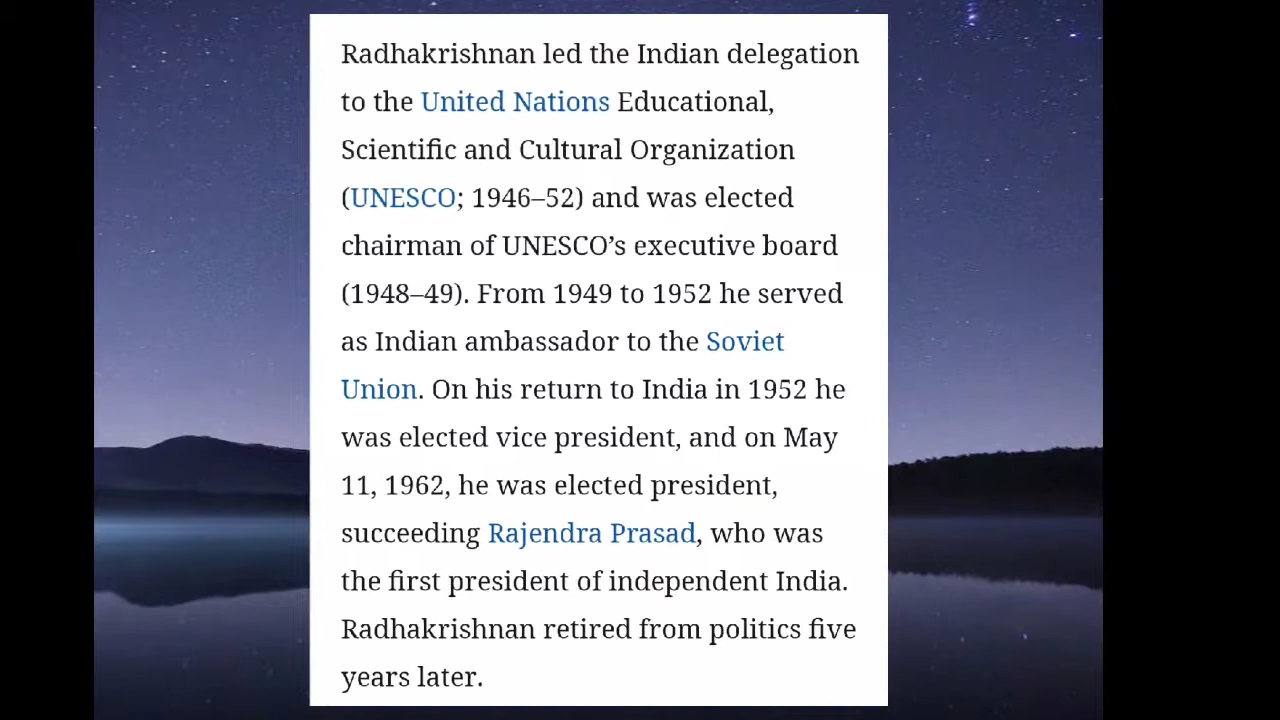 Radhakrishnan led the Indian delegation
to the United Nations Educational,
Scientific and Cultural Organization
(UNESCO; 1946–52) and was elected
chairman of UNESCO’s executive board
(1948–49). From 1949 to 1952 he served
as Indian ambassador to the Soviet
Union. On his return to India in 1952 he
was elected vice president, and on May
11, 1962, he was elected president,
succeeding Rajendra Prasad, who was
the first president of independent India.
Radhakrishnan retired from politics five
years later.